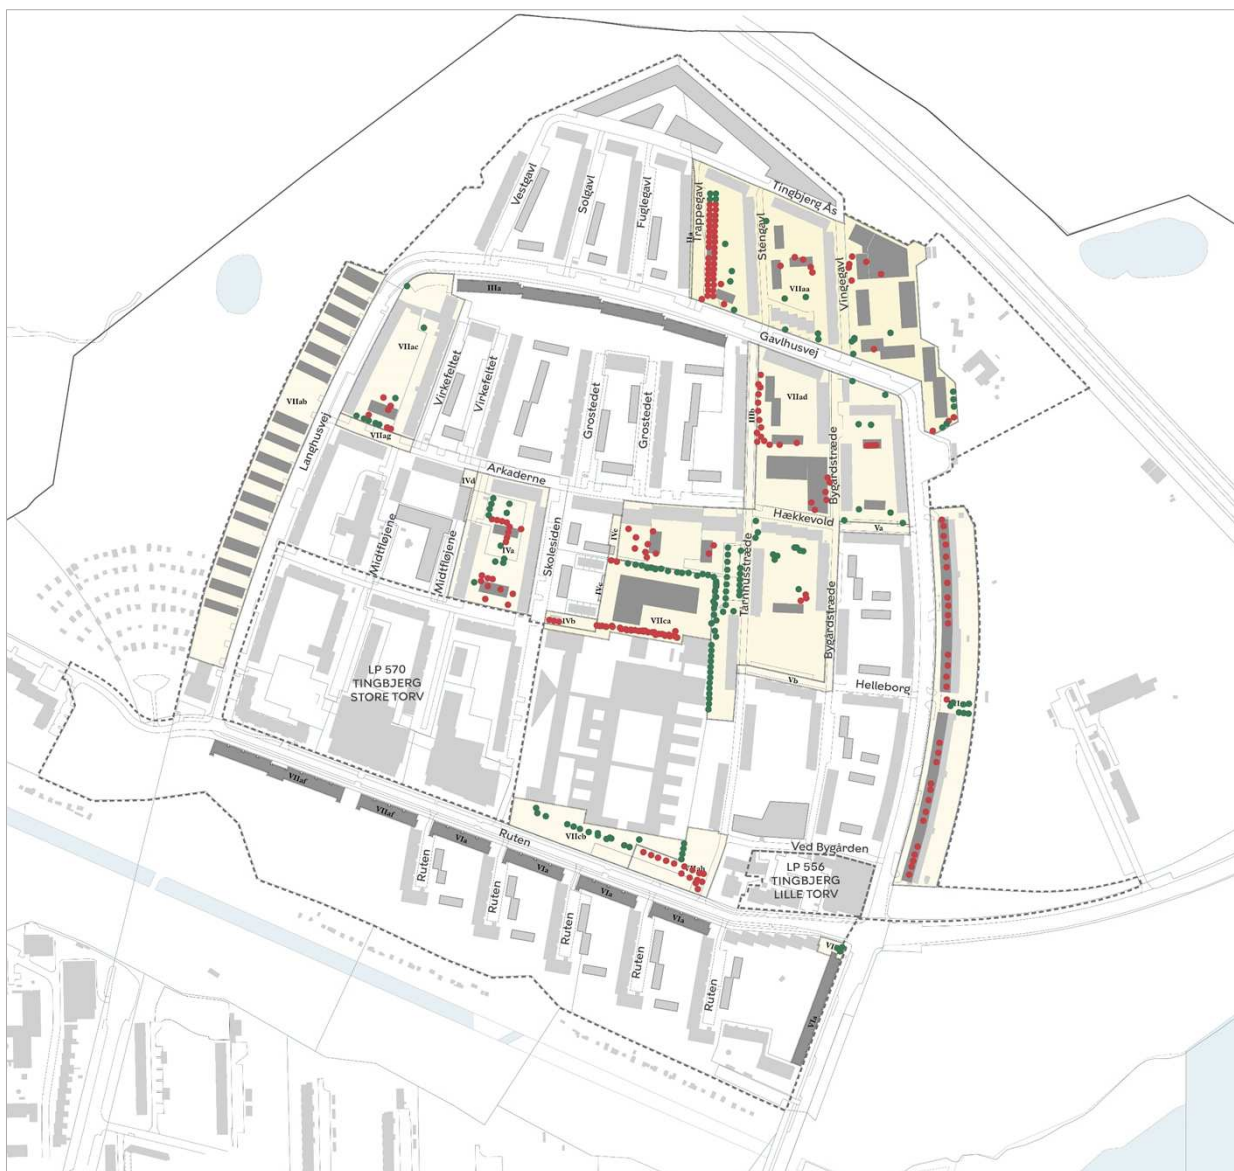 Tingbjerg Ås
Vestgavl
Solgavl
Fuglegavl
IIa
Trappegavl
Stengavl
VIIaa
Vingegavl
IIIa
Gavlhusvej
VIIac
Virkefeltet
Virkefeltet
Grostedet
Grostedet
VIIab
Langhusvej
VIIag
IIIb
VIIad
Bygårdstræde
Arkaderne
IVd
Hækkevold
Va
Midtfløjene
Midtfløjene
IVa
Skolesiden
IVc
IVc
Tårnhusstræde
VIIca
IVb
Bygårdstræde
Vb
Helleborg
LP 570
TINGBJERG
STORE TORV
VIIaf
VIIaf
VIa
Ruten
VIIcb
VIa
VIa
VIa
Ved Bygården
LP 556
TINGBJERG
LILLE TORV
Ruten
Ruten
Ruten
Ruten
Ruten
VIa